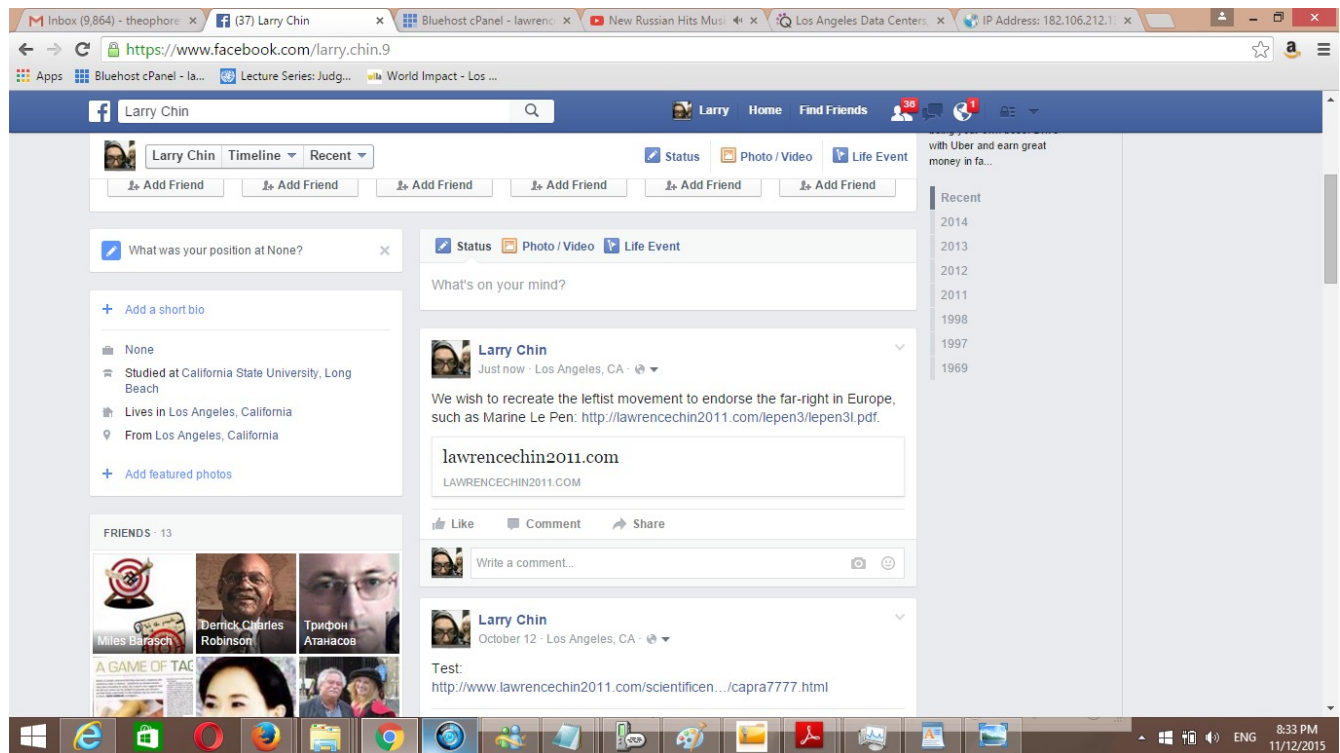 Inbox (9,864) - theophore
(37) Larry Chin
Bluehost cPanel - lawrenc
New Russian Hits Musi
Los Angeles Data Centers,
IP Address: 182.106.212.1
https://www.facebook.com/larry.chin.9
Apps
Bluehost cPanel - la...
Lecture Series: Judg...
World Impact - Los ...
Larry Chin
Larry
Home
Find Friends
38
1
Larry Chin
Timeline
Recent
Status
Photo / Video
Life Event
with Uber and earn great
money in fa...
Add Friend
Add Friend
Add Friend
Add Friend
Add Friend
Add Friend
Recent
2014
2013
2012
2011
1998
1997
1969
What was your position at None?
Add a short bio
None
Studied at California State University, Long
Beach
Lives in Los Angeles, California
From Los Angeles, California
Add featured photos
FRIENDS · 13
Miles Barasch
Derrick Charles
Robinson
Трифон
Атанасов
A GAME OF TAG
Status
Photo / Video
Life Event
What's on your mind?
Larry Chin
Just now · Los Angeles, CA ·
We wish to recreate the leftist movement to endorse the far-right in Europe,
such as Marine Le Pen: http://lawrencechin2011.com/lepen3/lepen3l.pdf.
lawrencechin2011.com
LAWRENCECHIN2011.COM
Like
Comment
Share
Write a comment...
Larry Chin
October 12 · Los Angeles, CA ·
Test:
http://www.lawrencechin2011.com/scientificen.../capra7777.html
ENG
8:33 PM
11/12/2015